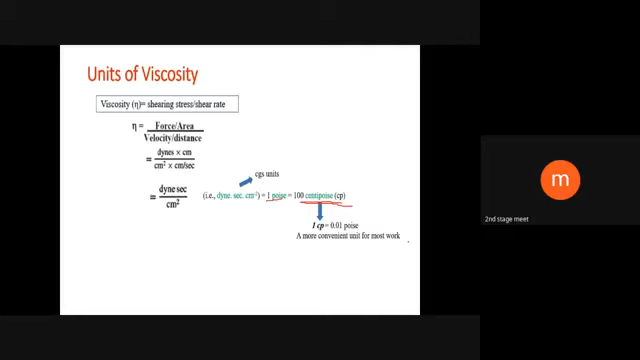 Units of Viscosity
Viscosity (η)= shearing stress/shear rate
η = Force/Area
Velocity/distance
= dynes × cm
cm² × cm/sec
cgs units
= dyne sec
cm²
(i.e., dyne. sec. cm⁻²) = 1 poise = 100 centipoise (cp)
1 cp = 0.01 poise
A more convenient unit for most work
m
2nd stage meet